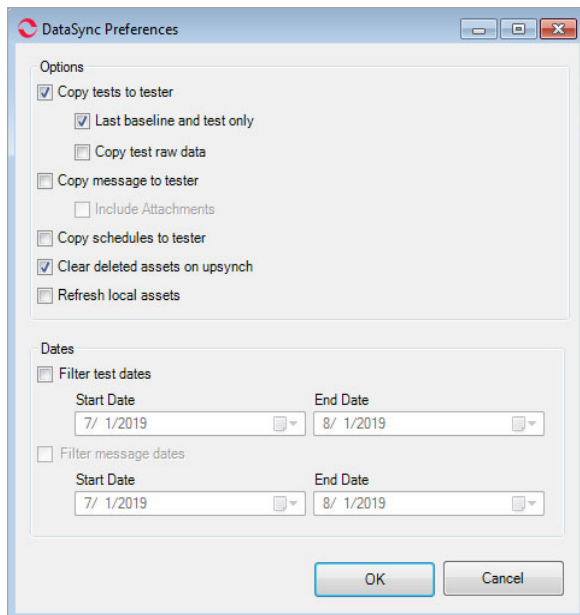 DataSync Preferences
Options
Copy tests to tester
Last baseline and test only
Copy test raw data
Copy message to tester
Include Attachments
Copy schedules to tester
Clear deleted assets on upsynch
Refresh local assets
Dates
Filter test dates
Start Date End Date
7/ 1/2019 8/ 1/2019
Filter message dates
Start Date End Date
7/ 1/2019 8/ 1/2019
OK Cancel